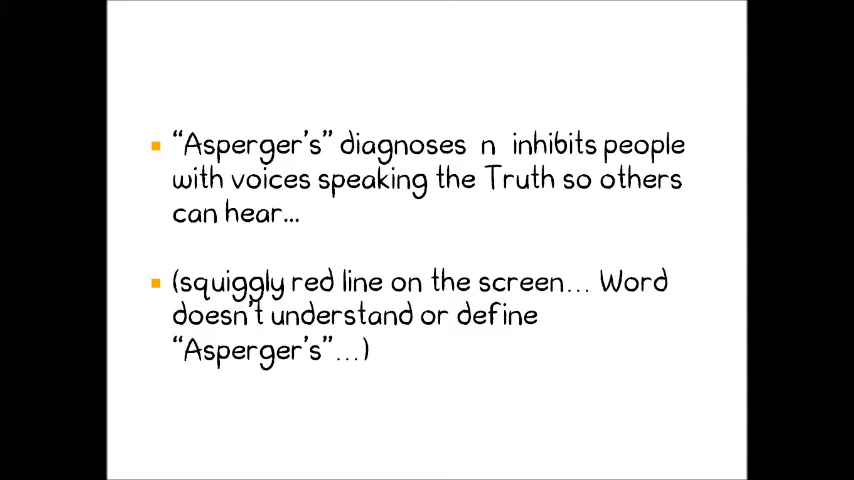 “Asperger’s” diagnoses n inhibits people
with voices speaking the Truth so others
can hear...
(squiggly red line on the screen... Word
doesn’t understand or define
“Asperger’s”...)